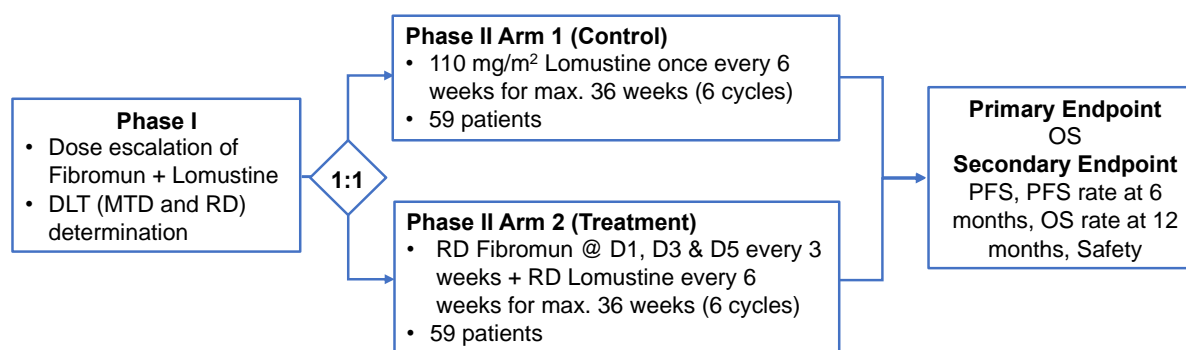 Phase I
• Dose escalation of
Fibromun + Lomustine
• DLT (MTD and RD)
determination
1:1
Phase II Arm 1 (Control)
• 110 mg/m² Lomustine once every 6
weeks for max. 36 weeks (6 cycles)
• 59 patients
Phase II Arm 2 (Treatment)
• RD Fibromun @ D1, D3 & D5 every 3
weeks + RD Lomustine every 6
weeks for max. 36 weeks (6 cycles)
• 59 patients
Primary Endpoint
OS
Secondary Endpoint
PFS, PFS rate at 6
months, OS rate at 12
months, Safety